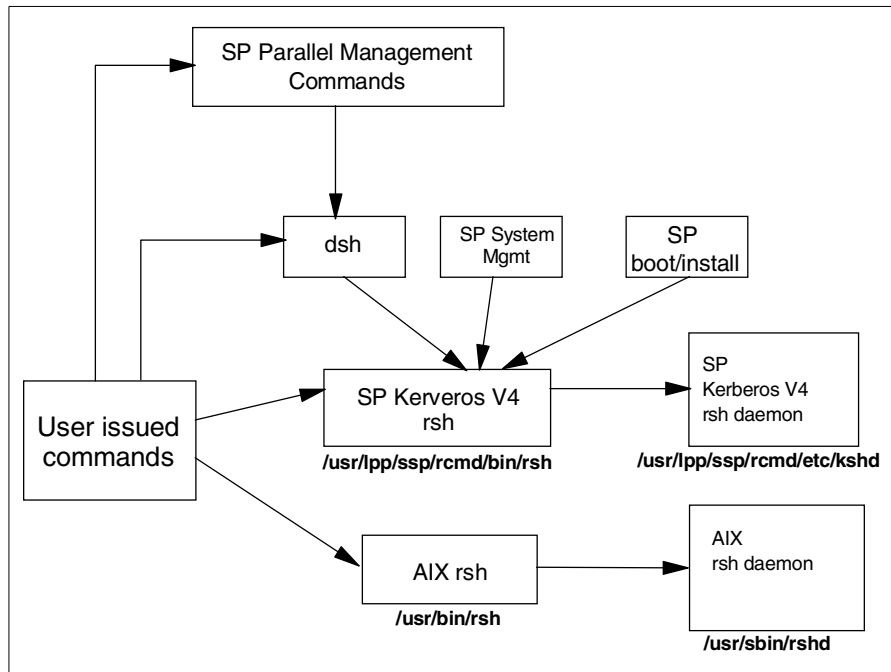 SP Parallel Management
Commands
dsh
SP System
Mgmt
SP
boot/install
User issued
commands
SP Kerveros V4
rsh
/usr/lpp/ssp/rcmd/bin/rsh
SP
Kerberos V4
rsh daemon
/usr/lpp/ssp/rcmd/etc/kshd
AIX rsh
/usr/bin/rsh
AIX
rsh daemon
/usr/sbin/rshd